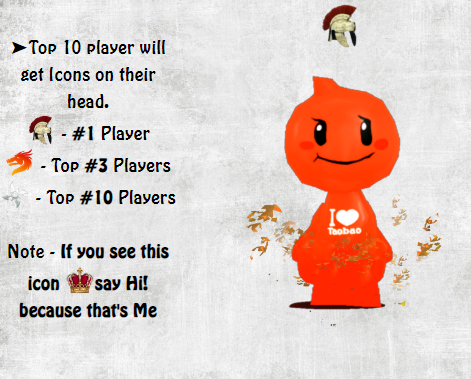 ➤Top 10 player will
get Icons on their
head.
- #1 Player
- Top #3 Players
- Top #10 Players
Note - If you see this
icon say Hi!
because that's Me
I
Taobao